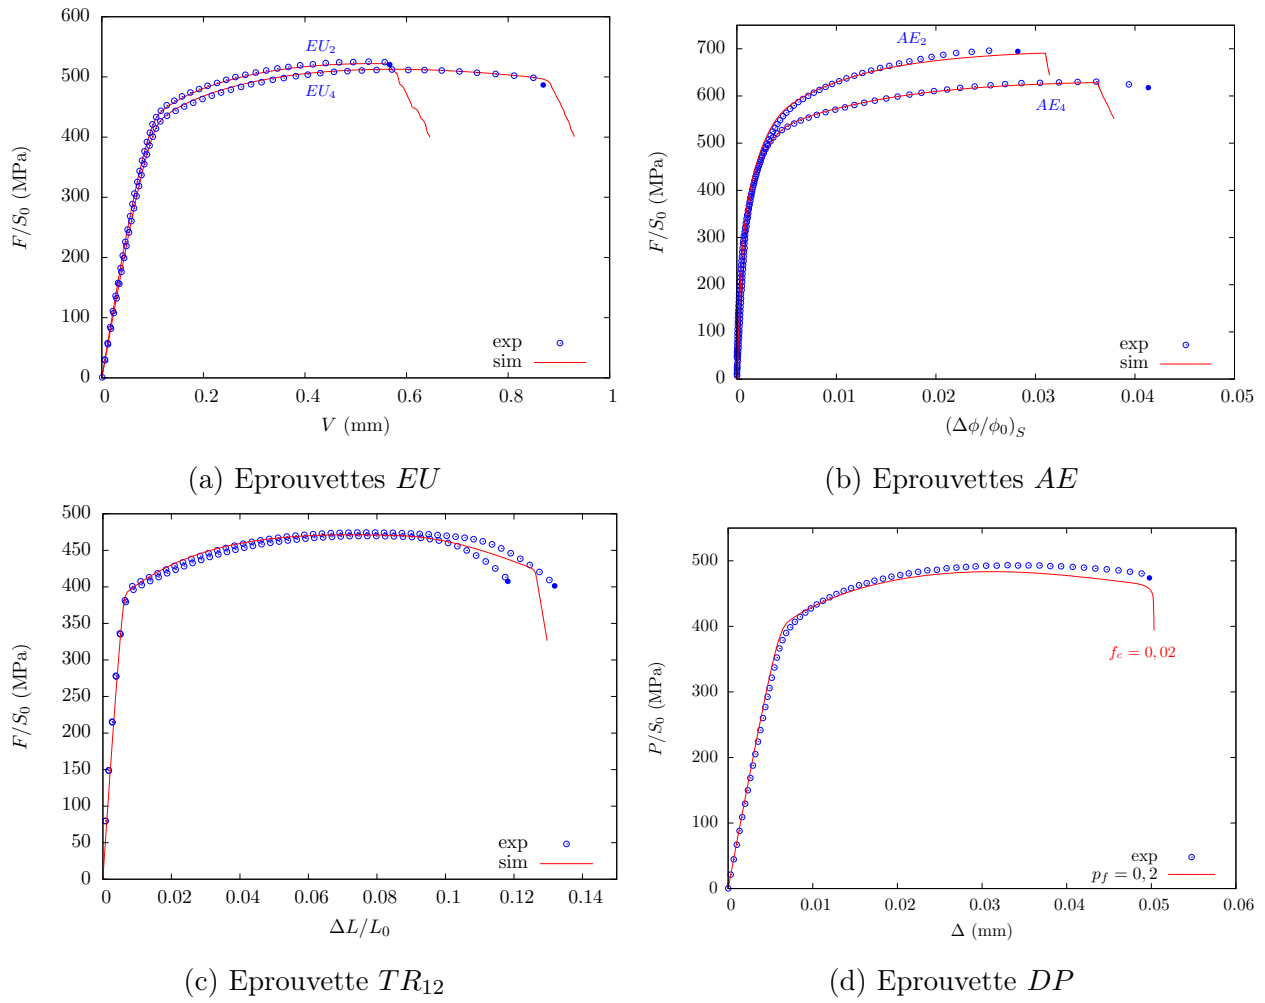 600
500
400
300
200
100
0
0
0.2
0.4
0.6
0.8
1
F/S₀ (MPa)
V (mm)
EU₂
EU₄
exp
sim
(a) Eprouvettes EU
700
600
500
400
300
200
100
0
0
0.01
0.02
0.03
0.04
0.05
F/S₀ (MPa)
(Δϕ/ϕ₀)S
AE₂
AE₄
exp
sim
(b) Eprouvettes AE
500
450
400
350
300
250
200
150
100
50
0
0
0.02
0.04
0.06
0.08
0.1
0.12
0.14
F/S₀ (MPa)
ΔL/L₀
exp
sim
(c) Eprouvette TR₁₂
500
400
300
200
100
0
0
0.01
0.02
0.03
0.04
0.05
0.06
P/S₀ (MPa)
Δ (mm)
f_c = 0, 02
exp
p_f = 0, 2
(d) Eprouvette DP